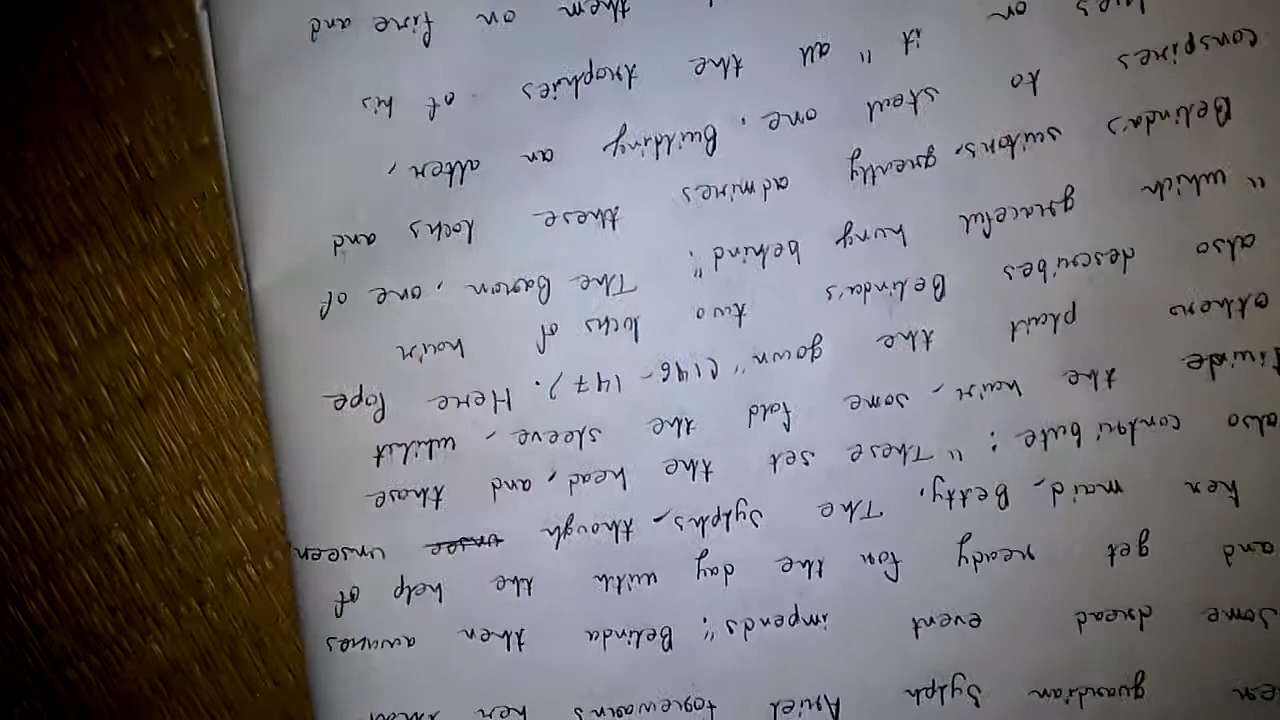 guardian Sylph Ariel forewarns her
some dread event impends". Belinda then awakes
and get ready for the day with the help of
her maid, Betty. The Sylphs, though unseen
also contribute: "These set the head, and those
divide the hair, some fold the sleeve, whilst
others plait the gown" (146-147). Here Pope
also describes Belinda's two locks of hair
"which graceful hung behind". The Baron, one of
Belinda's suitors, greatly admires these locks and
conspires to steal one. Building an alter,
on it "all the trophies of his
them on fire and